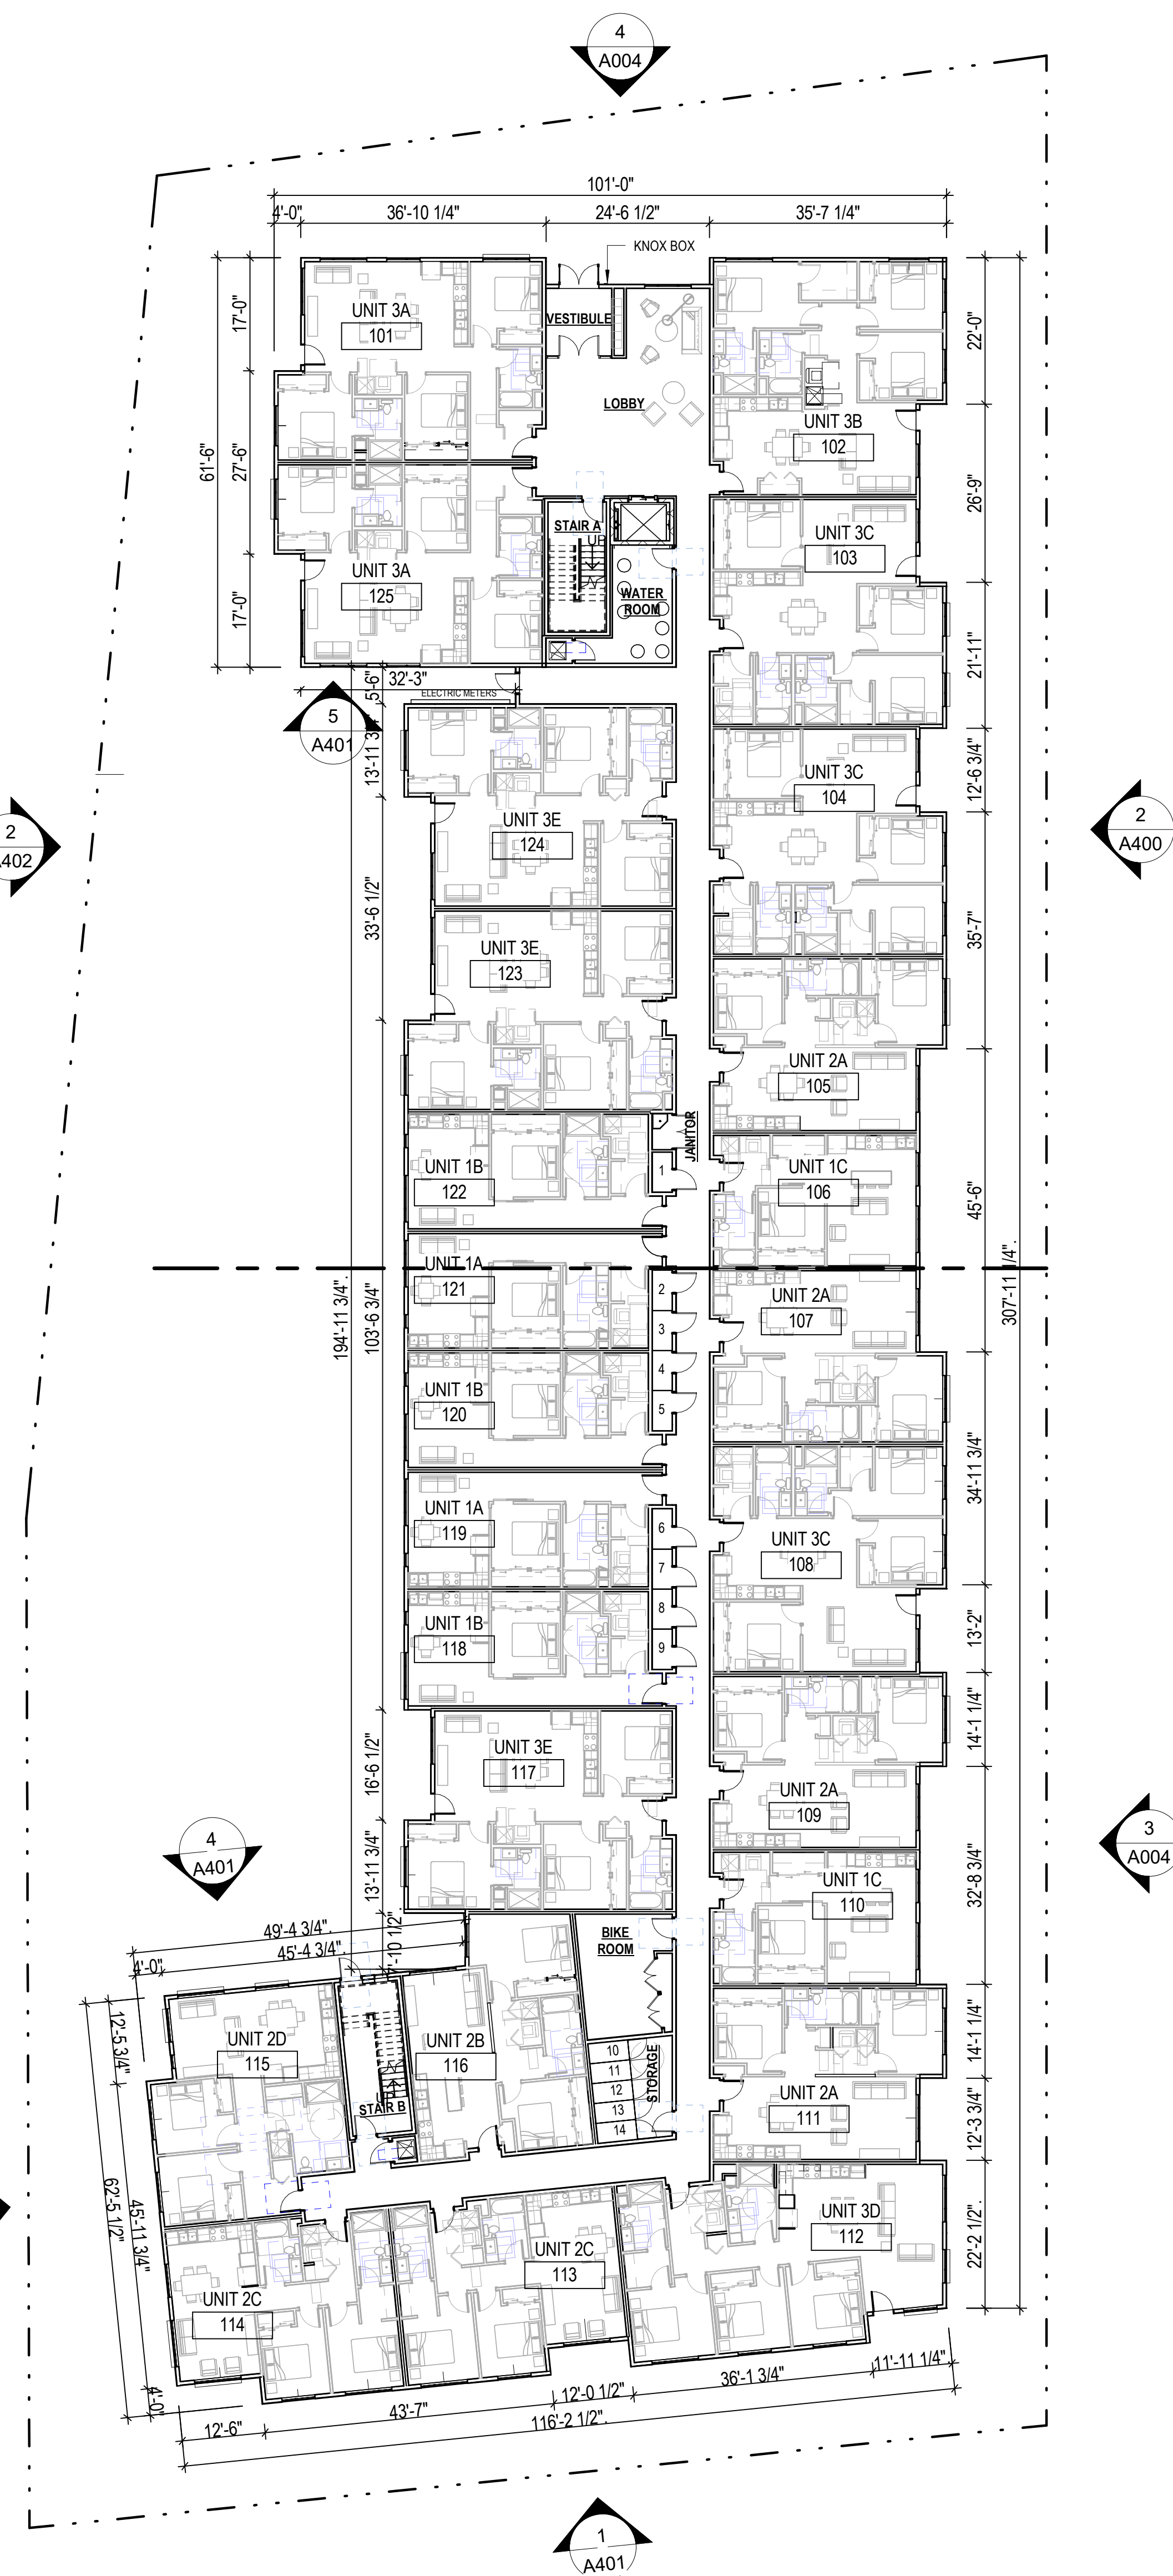 4
A004
101'-0"
4'-0"
36'-10 1/4"
24'-6 1/2"
35'-7 1/4"
KNOX BOX
17'-0"
27'-6"
17'-0"
61'-6"
UNIT 3A
101
VESTIBULE
LOBBY
UNIT 3B
102
22'-0"
26'-9"
STAIR A
UP
WATER
ROOM
UNIT 3C
103
UNIT 3A
125
21'-11"
32'-3"
5'-6"
ELECTRIC METERS
5
A401
13'-11 3/4"
12'-6 3/4"
UNIT 3C
104
UNIT 3E
124
2
A402
2
A400
33'-6 1/2"
35'-7"
UNIT 3E
123
UNIT 2A
105
JANITOR
1
UNIT 1B
122
UNIT 1C
106
45'-6"
307'-11 1/4".
UNIT 1A
121
2
3
4
5
UNIT 2A
107
194'-11 3/4".
103'-6 3/4"
UNIT 1B
120
34'-11 3/4"
UNIT 1A
119
6
7
8
9
UNIT 3C
108
UNIT 1B
118
13'-2"
14'-1 1/4"
16'-6 1/2"
UNIT 3E
117
UNIT 2A
109
4
A401
3
A004
13'-11 3/4"
32'-8 3/4"
UNIT 1C
110
49'-4 3/4".
45'-4 3/4".
4'-0"
BIKE
ROOM
12'-5 3/4"
UNIT 2D
115
UNIT 2B
116
STAIR B
10
11
12
13
14
STORAGE
14'-1 1/4"
UNIT 2A
111
12'-3 3/4"
62'-5 1/2"
45'-11 3/4"
4'-0"
UNIT 3D
112
22'-2 1/2".
UNIT 2C
113
UNIT 2C
114
12'-6"
43'-7"
12'-0 1/2"
36'-1 3/4"
11'-11 1/4"
116'-2 1/2".
1
A401